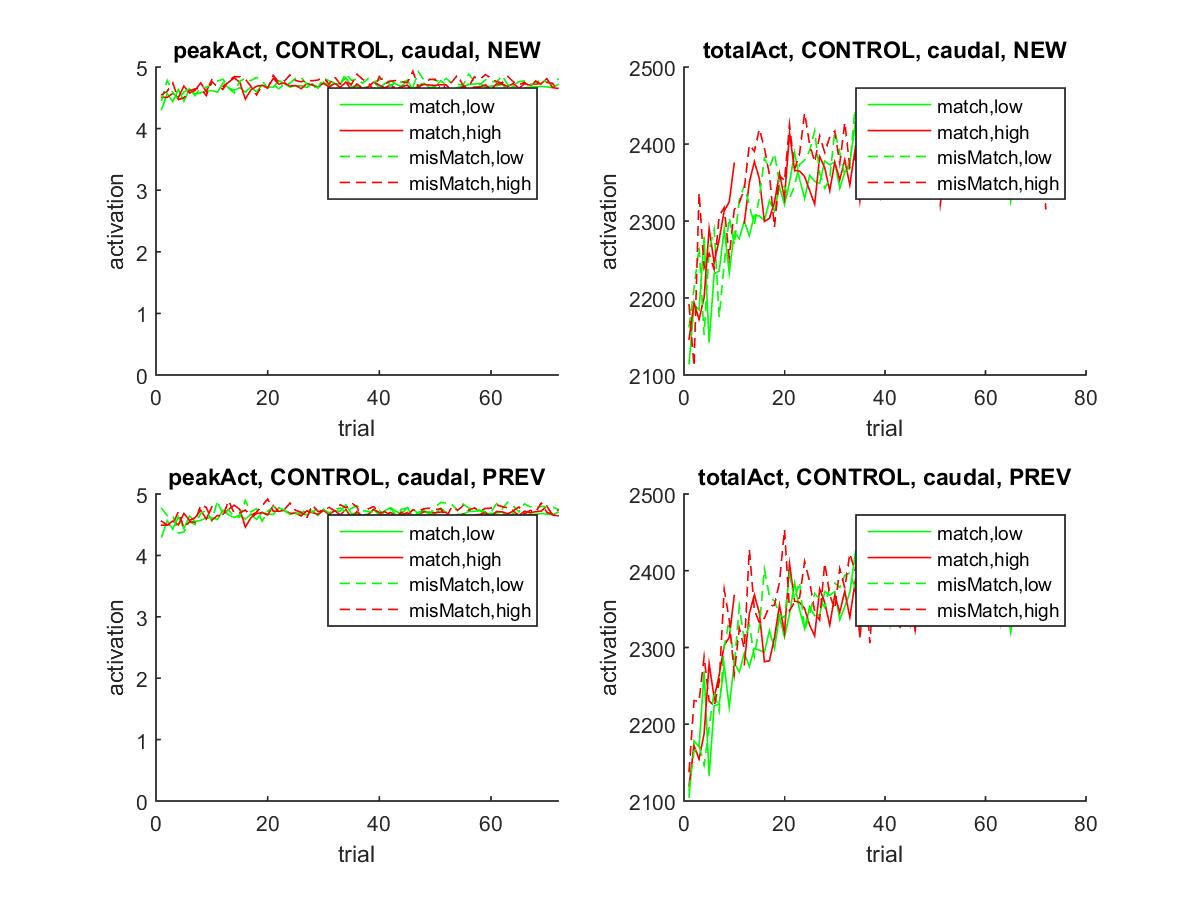 peakAct, CONTROL, caudal, NEW
5
4
3
2
1
0
activation
0 20 40 60
trial
match,low
match,high
misMatch,low
misMatch,high
totalAct, CONTROL, caudal, NEW
2500
2400
2300
2200
2100
activation
0 20 40 60 80
trial
match,low
match,high
misMatch,low
misMatch,high
peakAct, CONTROL, caudal, PREV
5
4
3
2
1
0
activation
0 20 40 60
trial
match,low
match,high
misMatch,low
misMatch,high
totalAct, CONTROL, caudal, PREV
2500
2400
2300
2200
2100
activation
0 20 40 60 80
trial
match,low
match,high
misMatch,low
misMatch,high